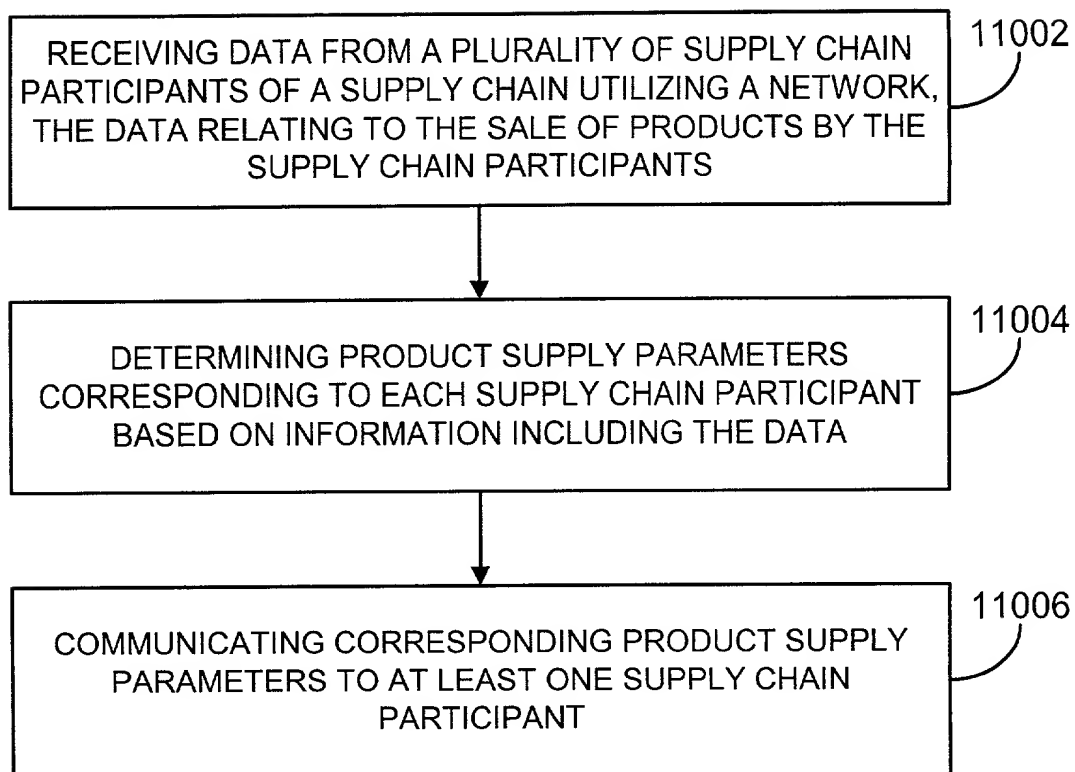 11002
RECEIVING DATA FROM A PLURALITY OF SUPPLY CHAIN
PARTICIPANTS OF A SUPPLY CHAIN UTILIZING A NETWORK,
THE DATA RELATING TO THE SALE OF PRODUCTS BY THE
SUPPLY CHAIN PARTICIPANTS
11004
DETERMINING PRODUCT SUPPLY PARAMETERS
CORRESPONDING TO EACH SUPPLY CHAIN PARTICIPANT
BASED ON INFORMATION INCLUDING THE DATA
11006
COMMUNICATING CORRESPONDING PRODUCT SUPPLY
PARAMETERS TO AT LEAST ONE SUPPLY CHAIN
PARTICIPANT